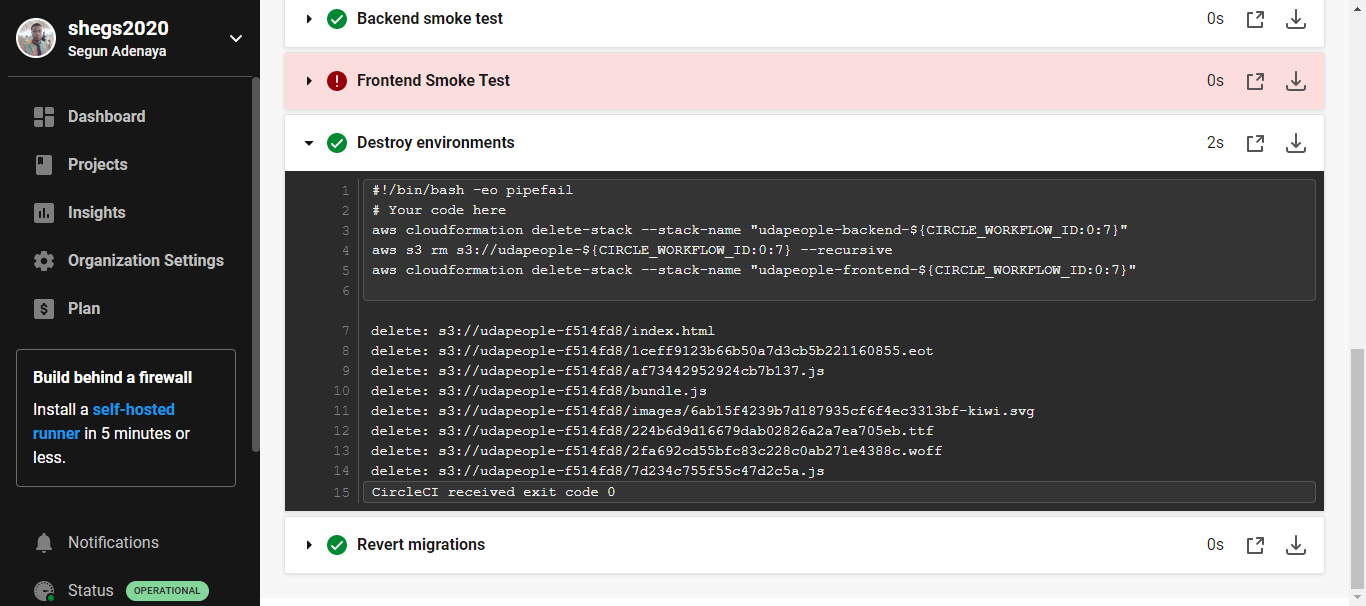 shegs2020
Segun Adenaya
Dashboard
Projects
Insights
Organization Settings
Plan
Build behind a firewall
Install a self-hosted
runner in 5 minutes or
less.
Notifications
Status OPERATIONAL
Backend smoke test 0s
Frontend Smoke Test 0s
Destroy environments 2s
1 #!/bin/bash -eo pipefail
2 # Your code here
3 aws cloudformation delete-stack --stack-name "udapeople-backend-${CIRCLE_WORKFLOW_ID:0:7}"
4 aws s3 rm s3://udapeople-${CIRCLE_WORKFLOW_ID:0:7} --recursive
5 aws cloudformation delete-stack --stack-name "udapeople-frontend-${CIRCLE_WORKFLOW_ID:0:7}"
6
7 delete: s3://udapeople-f514fd8/index.html
8 delete: s3://udapeople-f514fd8/1ceff9123b66b50a7d3cb5b221160855.eot
9 delete: s3://udapeople-f514fd8/af73442952924cb7b137.js
10 delete: s3://udapeople-f514fd8/bundle.js
11 delete: s3://udapeople-f514fd8/images/6ab15f4239b7d187935cf6f4ec3313bf-kiwi.svg
12 delete: s3://udapeople-f514fd8/224b6d9d16679dab02826a2a7ea705eb.ttf
13 delete: s3://udapeople-f514fd8/2fa692cd55bfc83c228c0ab271e4388c.woff
14 delete: s3://udapeople-f514fd8/7d234c755f55c47d2c5a.js
15 CircleCI received exit code 0
Revert migrations 0s